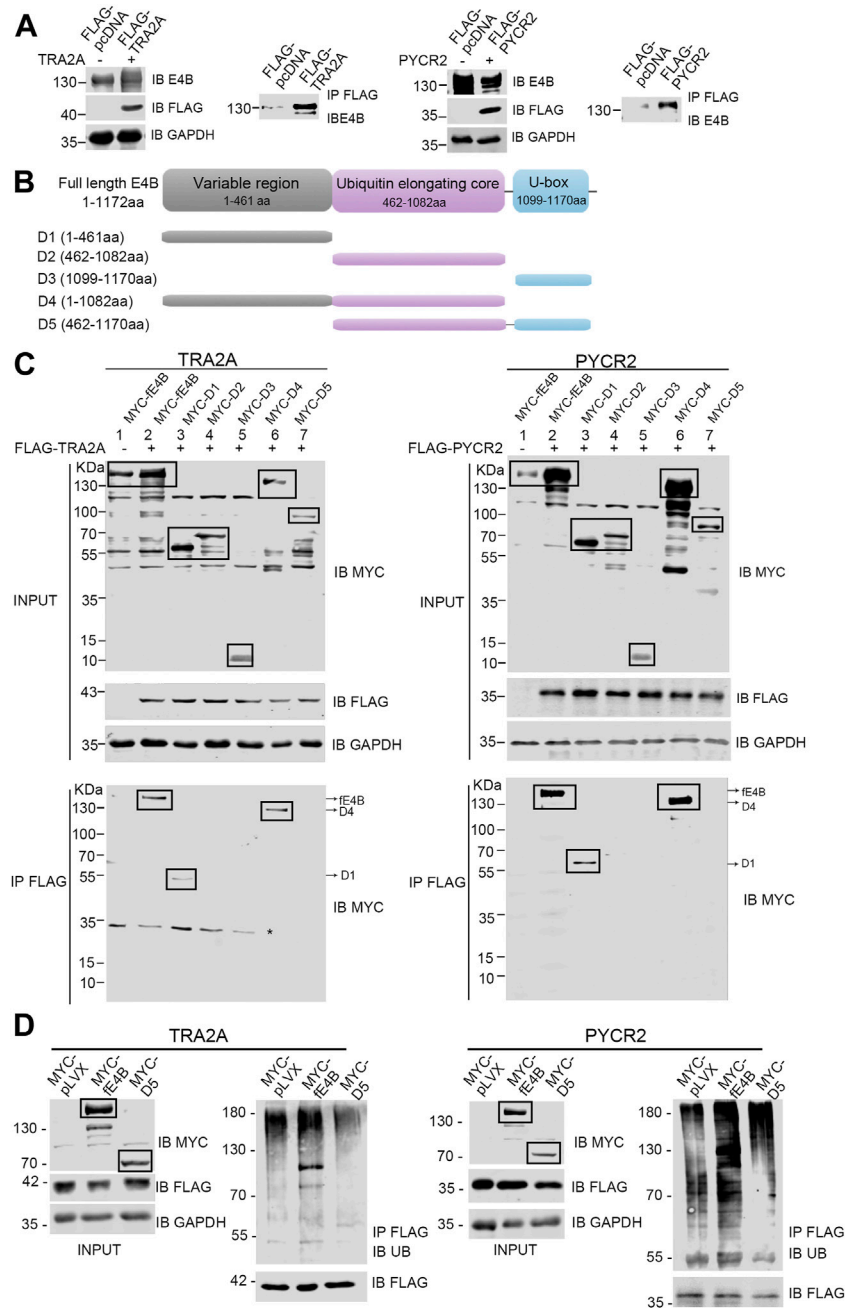 A
FLAG-pcDNA
FLAG-TRA2A
TRA2A - +
130
IB E4B
40
IB FLAG
35
IB GAPDH
FLAG-pcDNA
FLAG-TRA2A
130
IP FLAG
IBE4B
FLAG-pcDNA
FLAG-PYCR2
PYCR2 - +
130
IB E4B
35
IB FLAG
35
IB GAPDH
FLAG-pcDNA
FLAG-PYCR2
130
IP FLAG
IB E4B
B
Full length E4B
1-1172aa
Variable region
1-461 aa
Ubiquitin elongating core
462-1082aa
U-box
1099-1170aa
D1 (1-461aa)
D2 (462-1082aa)
D3 (1099-1170aa)
D4 (1-1082aa)
D5 (462-1170aa)
C
TRA2A
MYC-fE4B
MYC-fE4B
MYC-D1
MYC-D2
MYC-D3
MYC-D4
MYC-D5
1 2 3 4 5 6 7
FLAG-TRA2A - + + + + + +
KDa
130
100
70
55
35
15
10
INPUT
IB MYC
43
IB FLAG
35
IB GAPDH
KDa
130
100
70
55
35
15
10
IP FLAG
fE4B
D4
D1
IB MYC
*
PYCR2
MYC-fE4B
MYC-fE4B
MYC-D1
MYC-D2
MYC-D3
MYC-D4
MYC-D5
1 2 3 4 5 6 7
FLAG-PYCR2 - + + + + + +
KDa
130
100
70
55
35
15
10
INPUT
IB MYC
35
IB FLAG
35
IB GAPDH
KDa
130
100
70
55
35
15
10
IP FLAG
fE4B
D4
D1
IB MYC
D
TRA2A
MYC-pLVX
MYC-fE4B
MYC-D5
130
70
IB MYC
42
IB FLAG
35
IB GAPDH
INPUT
MYC-pLVX
MYC-fE4B
MYC-D5
180
130
70
55
IP FLAG
IB UB
42
IB FLAG
PYCR2
MYC-pLVX
MYC-fE4B
MYC-D5
130
70
IB MYC
35
IB FLAG
35
IB GAPDH
INPUT
MYC-pLVX
MYC-fE4B
MYC-D5
180
130
70
55
IP FLAG
IB UB
35
IB FLAG